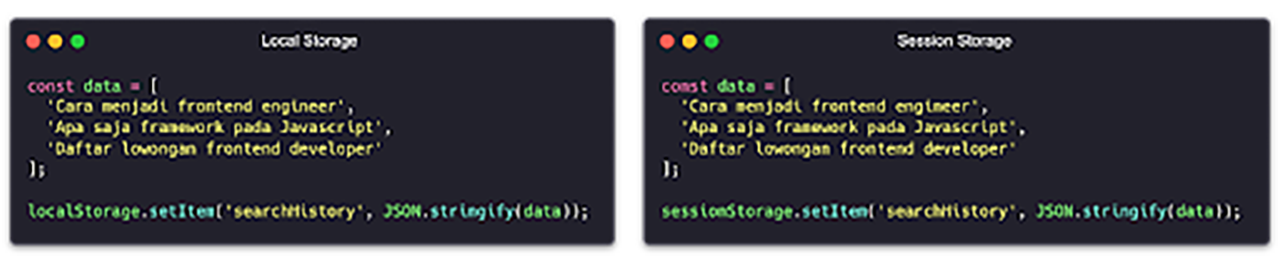 Local Storage
const data = [
'Cara menjadi frontend engineer',
'Apa saja framework pada Javascript',
'Daftar lowongan frontend developer'
];
localStorage.setItem('searchHistory', JSON.stringify(data));
Session Storage
const data = [
'Cara menjadi frontend engineer',
'Apa saja framework pada Javascript',
'Daftar lowongan frontend developer'
];
sessionStorage.setItem('searchHistory', JSON.stringify(data));